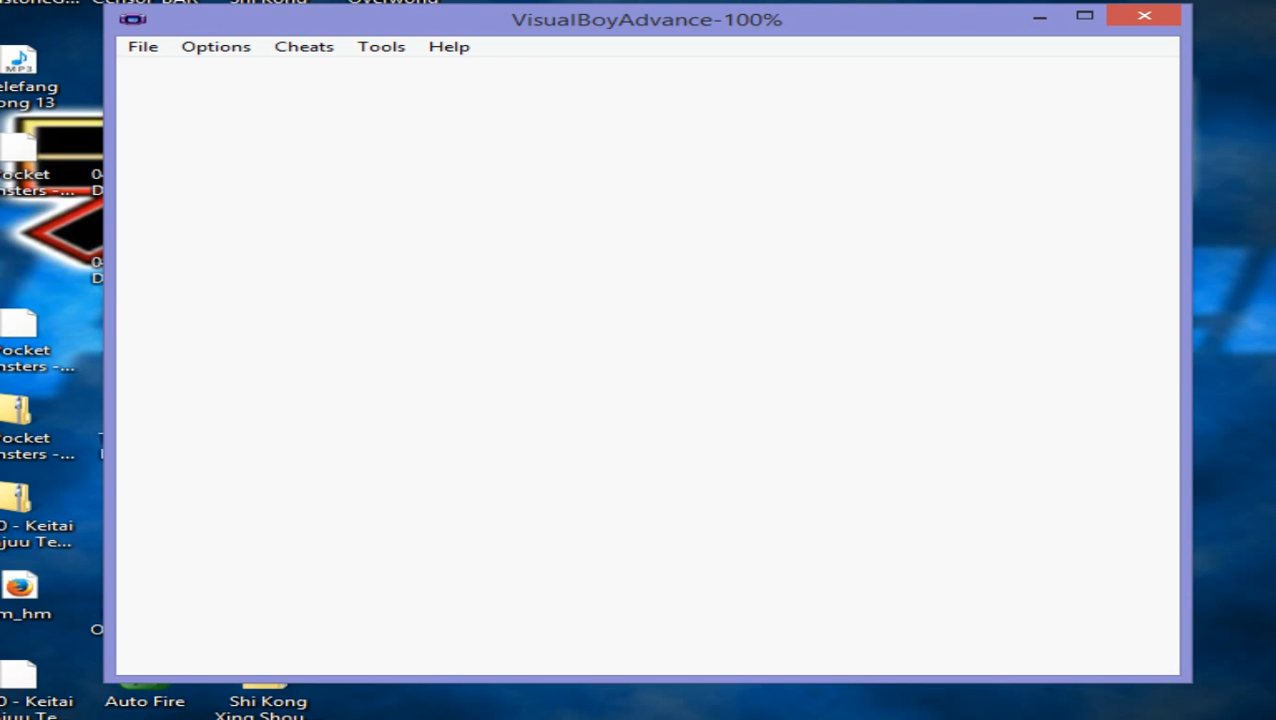 VisualBoyAdvance-100%
File Options Cheats Tools Help
MP3
elefang
ong 13
ocket
nsters -...
ocket
nsters -...
ocket
nsters -...
0 - Keitai
juu Te...
m_hm
0 - Keitai
Auto Fire
Shi Kong
Xing Shou